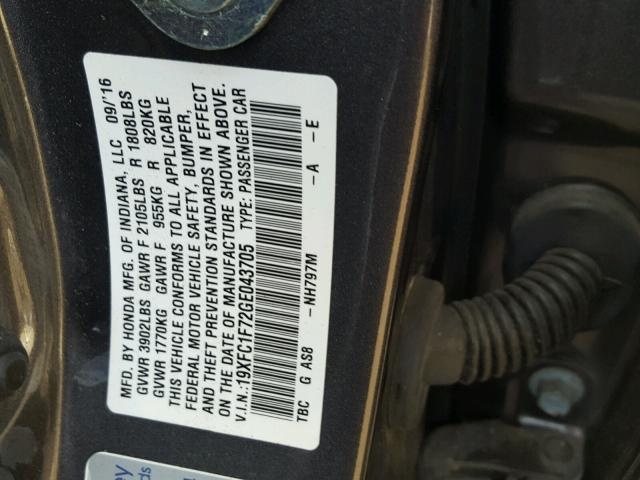 MFD. BY HONDA MFG. OF INDIANA, LLC 09/'16
GVWR 3902LBS GAWR F 2105LBS R 1808LBS
GVWR 1770KG GAWR F 955KG R 820KG
THIS VEHICLE CONFORMS TO ALL APPLICABLE
FEDERAL MOTOR VEHICLE SAFETY, BUMPER,
AND THEFT PREVENTION STANDARDS IN EFFECT
ON THE DATE OF MANUFACTURE SHOWN ABOVE.
V.I.N.:19XFC1F72GE043705 TYPE: PASSENGER CAR
TBC G AS8 -NH797M -A -E